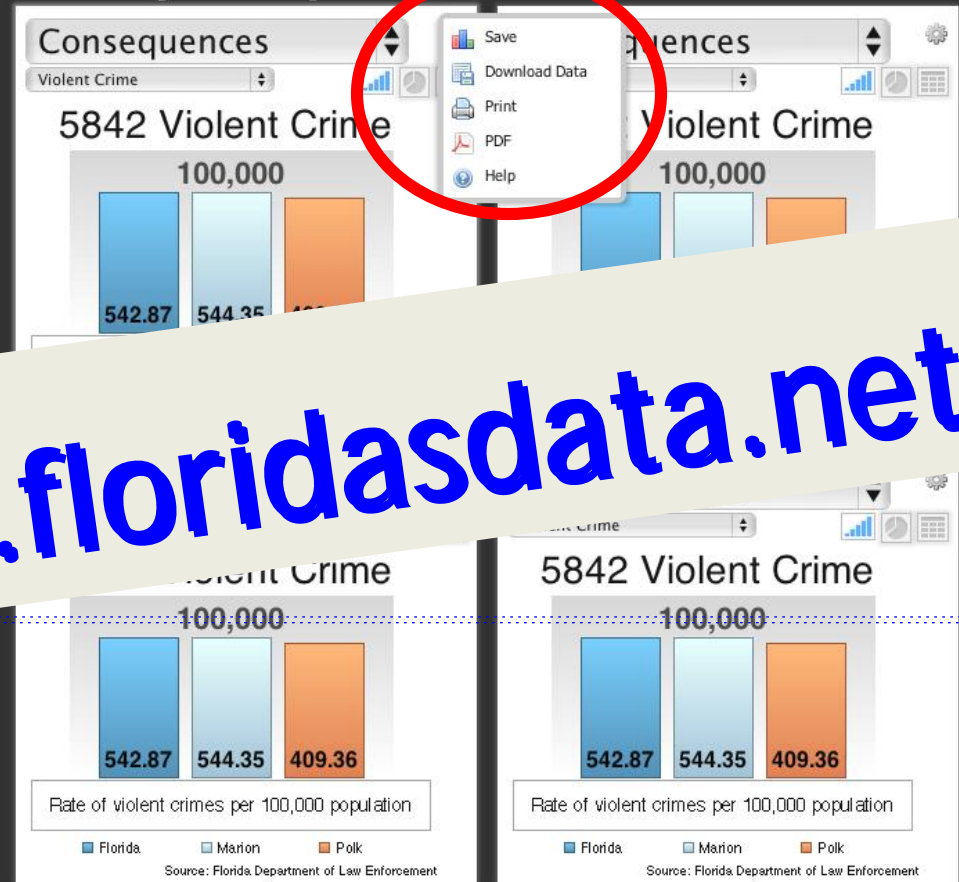 Consequences
Violent Crime
5842 Violent Crime
100,000
542.87 544.35
Save
Download Data
Print
PDF
Help
Violent Crime
100,000
.floridasdata.net
Crime
100,000
542.87 544.35 409.36
Rate of violent crimes per 100,000 population
Florida Marion Polk
Source: Florida Department of Law Enforcement
Crime
5842 Violent Crime
100,000
542.87 544.35 409.36
Rate of violent crimes per 100,000 population
Florida Marion Polk
Source: Florida Department of Law Enforcement